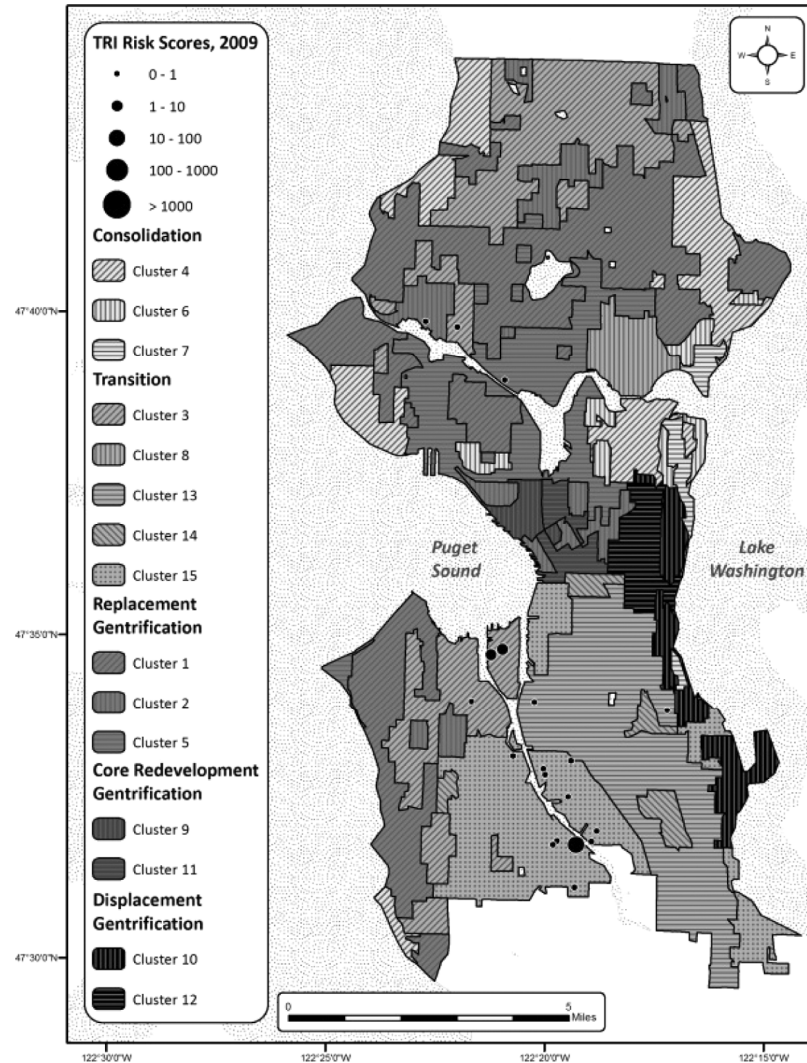 TRI Risk Scores, 2009
0 - 1
1 - 10
10 - 100
100 - 1000
> 1000
Consolidation
Cluster 4
Cluster 6
Cluster 7
Transition
Cluster 3
Cluster 8
Cluster 13
Cluster 14
Cluster 15
Replacement
Gentrification
Cluster 1
Cluster 2
Cluster 5
Core Redevelopment
Gentrification
Cluster 9
Cluster 11
Displacement
Gentrification
Cluster 10
Cluster 12
N
W E
S
Puget
Sound
Lake
Washington
47°40'0"N
47°35'0"N
47°30'0"N
0 5
Miles
122°30'0"W 122°25'0"W 122°20'0"W 122°15'0"W